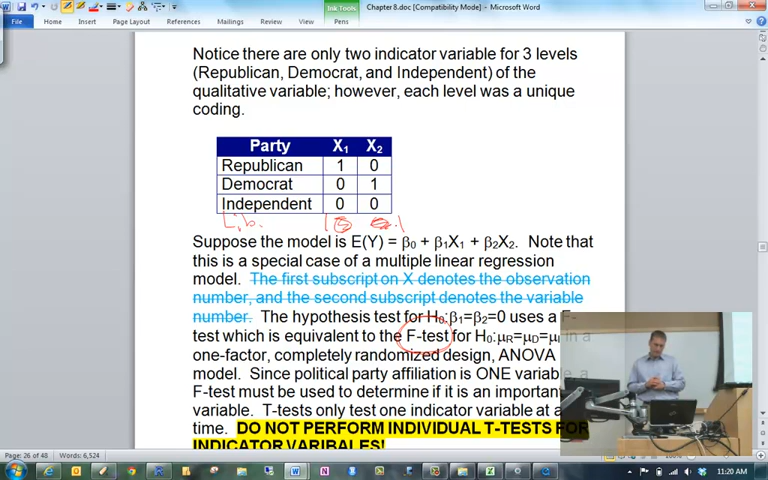 Ink Tools
Chapter 8.doc [Compatibility Mode] - Microsoft Word
File Home Insert Page Layout References Mailings Review View Pens
Notice there are only two indicator variable for 3 levels
(Republican, Democrat, and Independent) of the
qualitative variable; however, each level was a unique
coding.
Party X1 X2
Republican 1 0
Democrat 0 1
Independent 0 0
Lib. 1 1
Suppose the model is E(Y) = β0 + β1X1 + β2X2. Note that
this is a special case of a multiple linear regression
model. The first subscript on X denotes the observation
number, and the second subscript denotes the variable
number. The hypothesis test for H0:β1=β2=0 uses a F-
test which is equivalent to the F-test for H0:μR=μD=μI in a
one-factor, completely randomized design, ANOVA
model. Since political party affiliation is ONE variable, a
F-test must be used to determine if it is an important
variable. T-tests only test one indicator variable at a
time. DO NOT PERFORM INDIVIDUAL T-TESTS FOR
INDICATOR VARIBALES!
Page: 26 of 48 Words: 6,524
11:20 AM